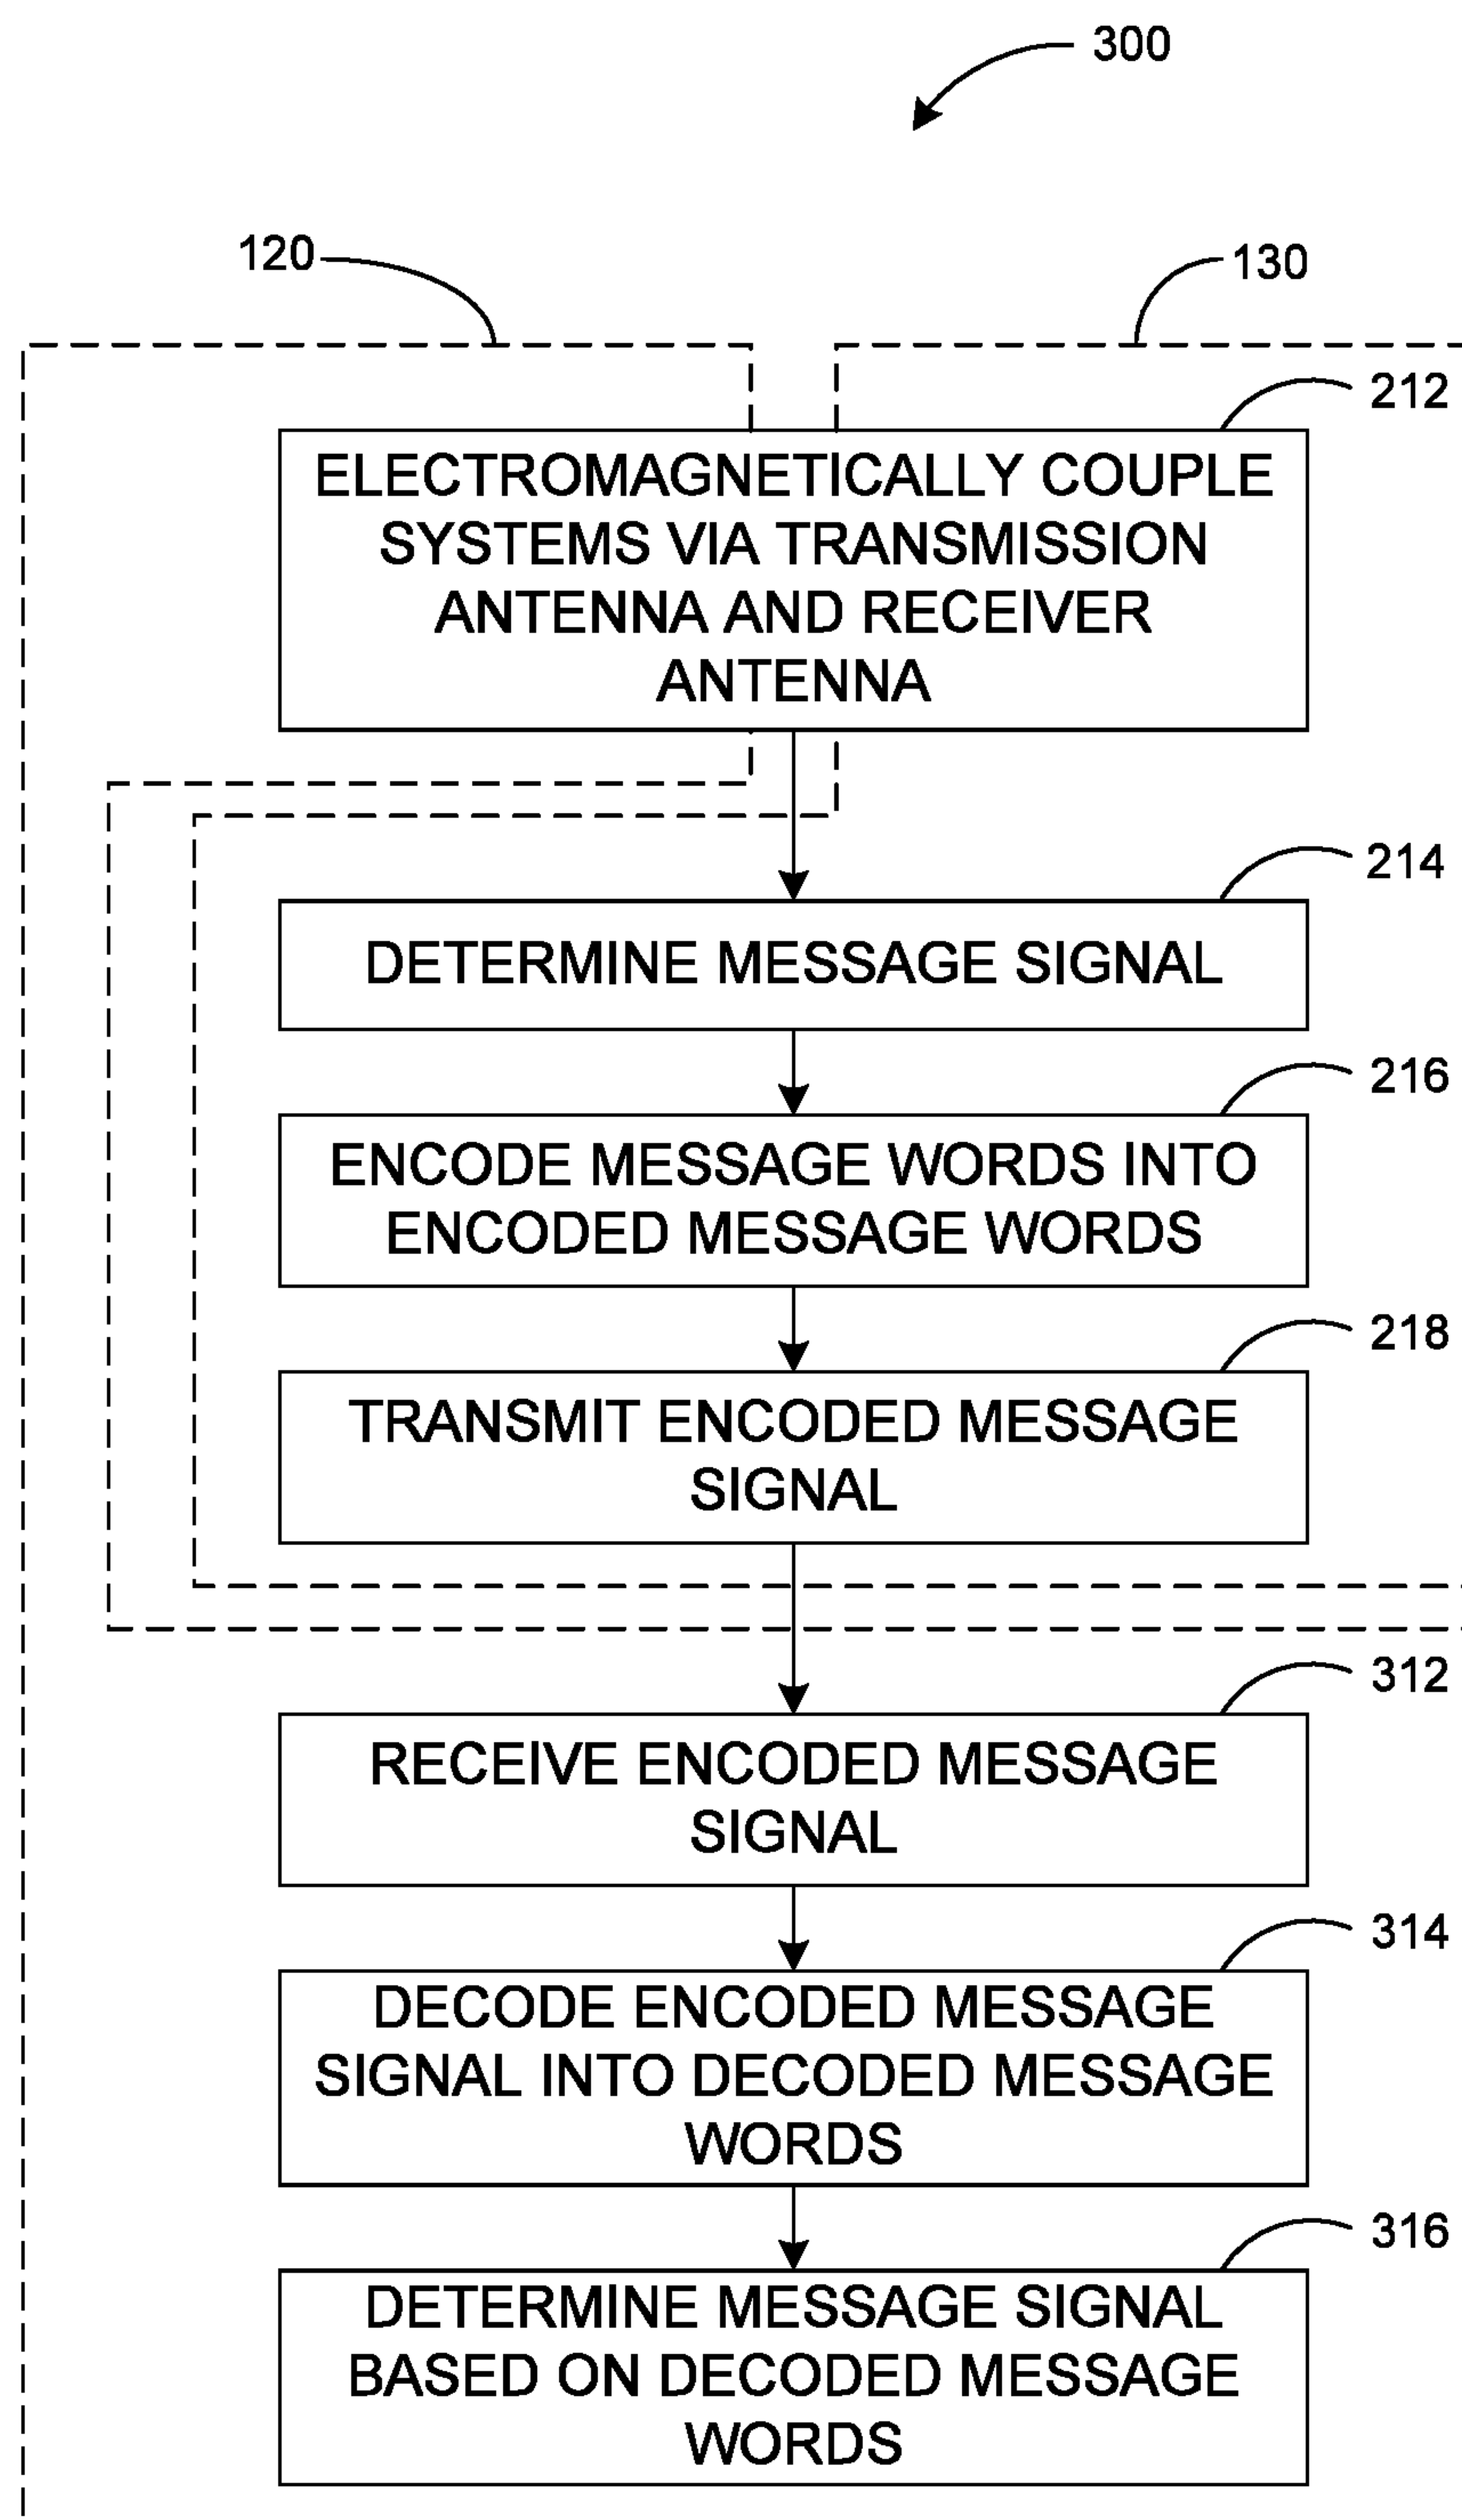 300
120
130
212
ELECTROMAGNETICALLY COUPLE
SYSTEMS VIA TRANSMISSION
ANTENNA AND RECEIVER
ANTENNA
214
DETERMINE MESSAGE SIGNAL
216
ENCODE MESSAGE WORDS INTO
ENCODED MESSAGE WORDS
218
TRANSMIT ENCODED MESSAGE
SIGNAL
312
RECEIVE ENCODED MESSAGE
SIGNAL
314
DECODE ENCODED MESSAGE
SIGNAL INTO DECODED MESSAGE
WORDS
316
DETERMINE MESSAGE SIGNAL
BASED ON DECODED MESSAGE
WORDS